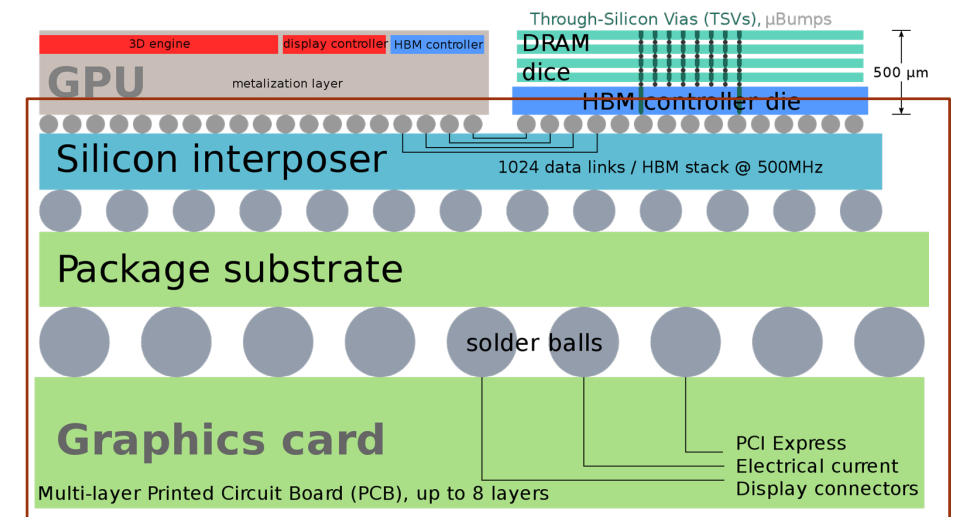 Through-Silicon Vias (TSVs), µBumps
3D engine
display controller
HBM controller
GPU
metalization layer
DRAM
dice
HBM controller die
500 µm
Silicon interposer
1024 data links / HBM stack @ 500MHz
Package substrate
solder balls
Graphics card
PCI Express
Electrical current
Display connectors
Multi-layer Printed Circuit Board (PCB), up to 8 layers